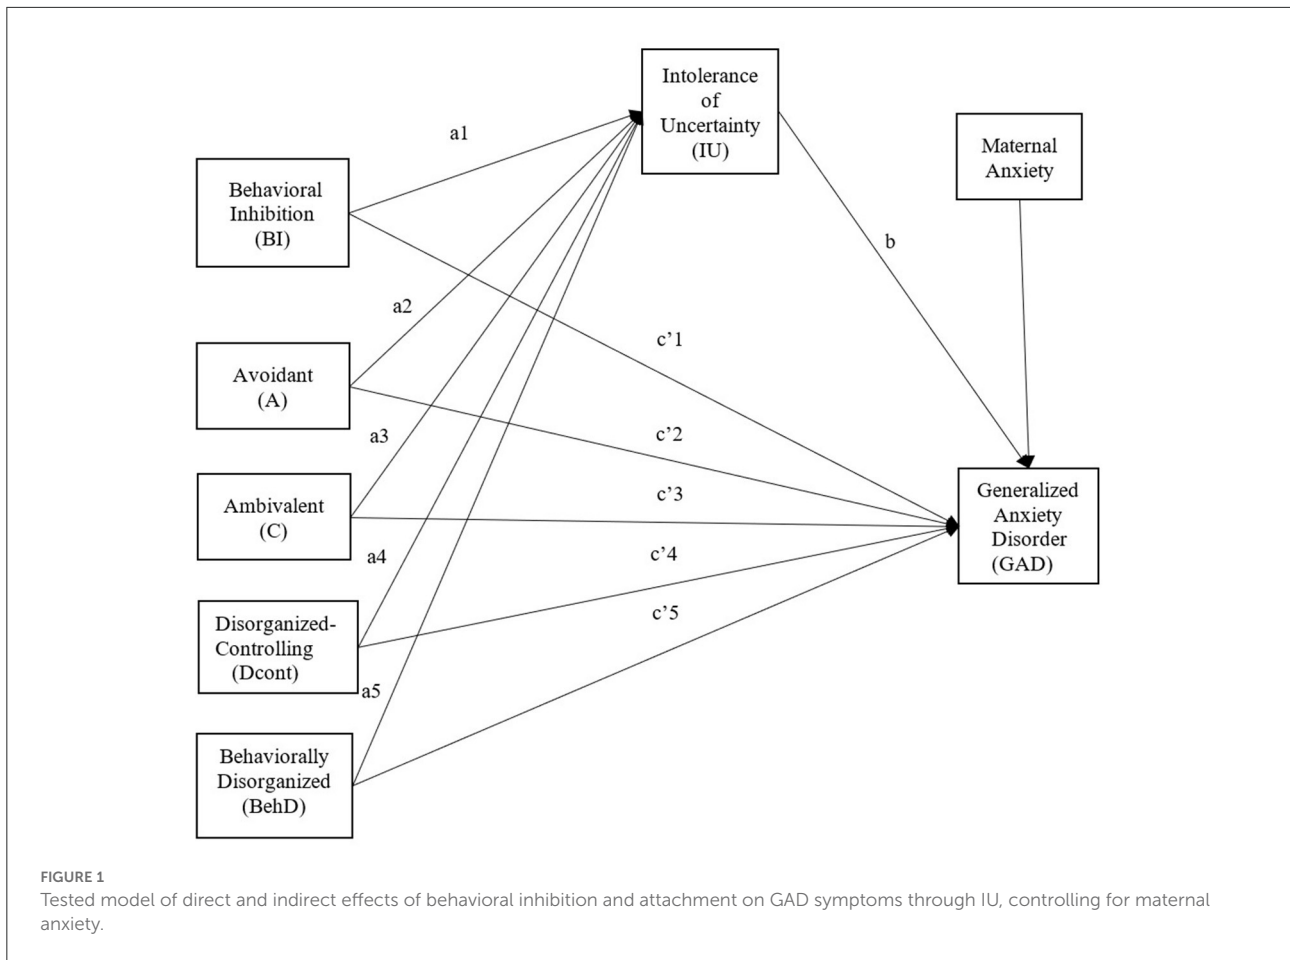 Intolerance
of
Uncertainty
(IU)
Maternal
Anxiety
a1
Behavioral
Inhibition
(BI)
b
a2
c’1
Avoidant
(A)
a3
c’2
Ambivalent
(C)
c’3
Generalized
Anxiety
Disorder
(GAD)
a4
c’4
Disorganized-
Controlling
(Dcont)
c’5
a5
Behaviorally
Disorganized
(BehD)
FIGURE 1
Tested model of direct and indirect effects of behavioral inhibition and attachment on GAD symptoms through IU, controlling for maternal
anxiety.